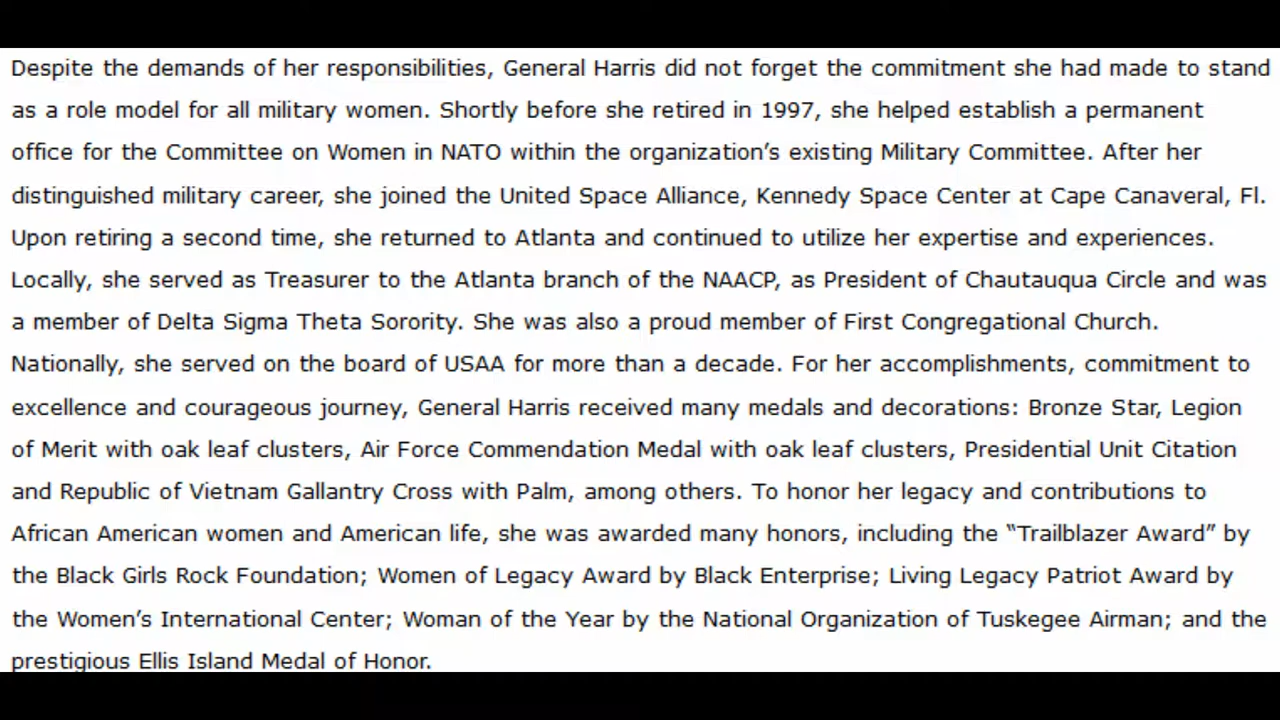 Despite the demands of her responsibilities, General Harris did not forget the commitment she had made to stand
as a role model for all military women. Shortly before she retired in 1997, she helped establish a permanent
office for the Committee on Women in NATO within the organization’s existing Military Committee. After her
distinguished military career, she joined the United Space Alliance, Kennedy Space Center at Cape Canaveral, Fl.
Upon retiring a second time, she returned to Atlanta and continued to utilize her expertise and experiences.
Locally, she served as Treasurer to the Atlanta branch of the NAACP, as President of Chautauqua Circle and was
a member of Delta Sigma Theta Sorority. She was also a proud member of First Congregational Church.
Nationally, she served on the board of USAA for more than a decade. For her accomplishments, commitment to
excellence and courageous journey, General Harris received many medals and decorations: Bronze Star, Legion
of Merit with oak leaf clusters, Air Force Commendation Medal with oak leaf clusters, Presidential Unit Citation
and Republic of Vietnam Gallantry Cross with Palm, among others. To honor her legacy and contributions to
African American women and American life, she was awarded many honors, including the “Trailblazer Award” by
the Black Girls Rock Foundation; Women of Legacy Award by Black Enterprise; Living Legacy Patriot Award by
the Women’s International Center; Woman of the Year by the National Organization of Tuskegee Airman; and the
prestigious Ellis Island Medal of Honor.